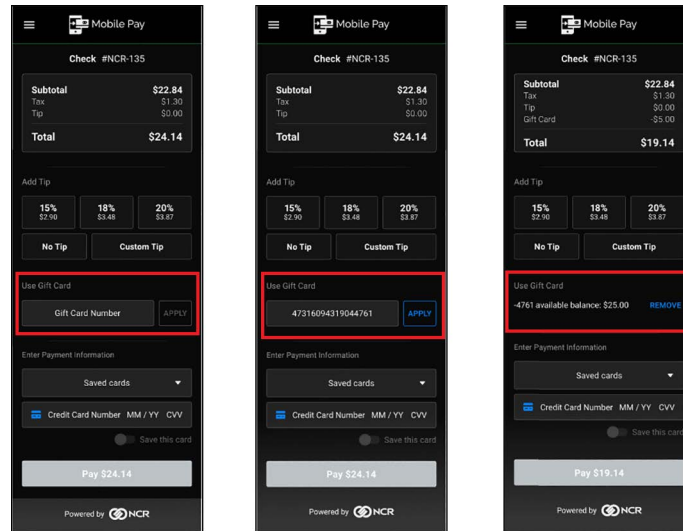 Mobile Pay
Check #NCR-135
Subtotal $22.84
Tax $1.30
Tip $0.00
Total $24.14
Add Tip
15% 18% 20%
$2.90 $3.48 $3.87
No Tip Custom Tip
Use Gift Card
Gift Card Number APPLY
Enter Payment Information
Saved cards
Credit Card Number MM / YY CVV
Save this card
Pay $24.14
Powered by NCR
Mobile Pay
Check #NCR-135
Subtotal $22.84
Tax $1.30
Tip $0.00
Total $24.14
Add Tip
15% 18% 20%
$2.90 $3.48 $3.87
No Tip Custom Tip
Use Gift Card
47316094319044761 APPLY
Enter Payment Information
Saved cards
Credit Card Number MM / YY CVV
Save this card
Pay $24.14
Powered by NCR
Mobile Pay
Check #NCR-135
Subtotal $22.84
Tax $1.30
Tip $0.00
Gift Card -$5.00
Total $19.14
Add Tip
15% 18% 20%
$2.90 $3.48 $3.87
No Tip Custom Tip
Use Gift Card
-4761 available balance: $25.00 REMOVE
Enter Payment Information
Saved cards
Credit Card Number MM / YY CVV
Save this card
Pay $19.14
Powered by NCR